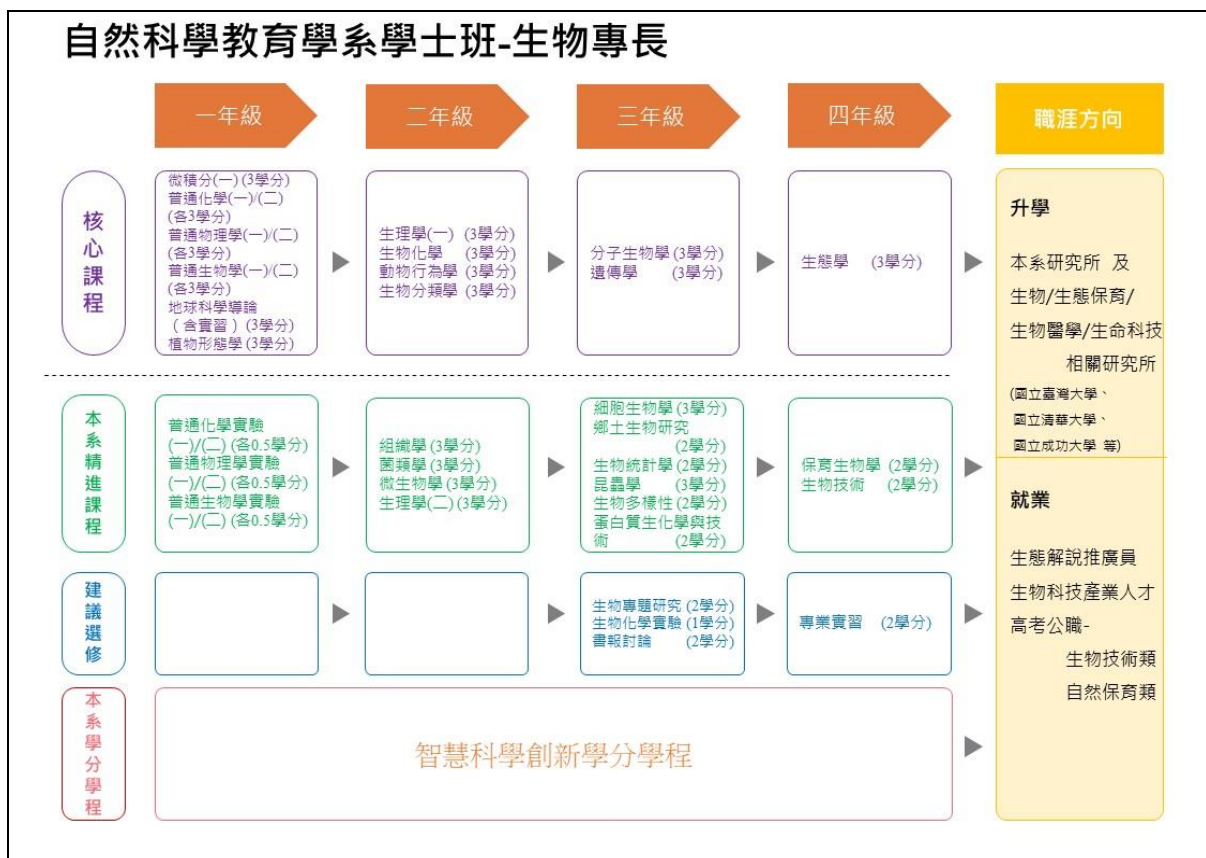 自然科學教育學系學士班-生物專長
一年級
二年級
三年級
四年級
職涯方向
核心課程
微積分(一)(3學分)
普通化學(一)/(二)
(各3學分)
普通物理學(一)/(二)
(各3學分)
普通生物學(一)/(二)
(各3學分)
地球科學導論
（含實習）(3學分)
植物形態學(3學分)
生理學(一) (3學分)
生物化學 (3學分)
動物行為學 (3學分)
生物分類學 (3學分)
分子生物學 (3學分)
遺傳學 (3學分)
生態學 (3學分)
本系精進課程
普通化學實驗
(一)/(二) (各0.5學分)
普通物理學實驗
(一)/(二) (各0.5學分)
普通生物學實驗
(一)/(二) (各0.5學分)
組織學 (3學分)
菌類學 (3學分)
微生物學 (3學分)
生理學(二) (3學分)
細胞生物學 (3學分)
鄉土生物研究
(2學分)
生物統計學 (2學分)
昆蟲學 (3學分)
生物多樣性 (2學分)
蛋白質生化學與技
術 (2學分)
保育生物學 (2學分)
生物技術 (2學分)
建議選修
生物專題研究 (2學分)
生物化學實驗 (1學分)
書報討論 (2學分)
專業實習 (2學分)
本系學分學程
智慧科學創新學分學程
升學
本系研究所 及
生物/生態保育/
生物醫學/生命科技
相關研究所
(國立臺灣大學、
國立清華大學、
國立成功大學 等)
就業
生態解說推廣員
生物科技產業人才
高考公職-
生物技術類
自然保育類